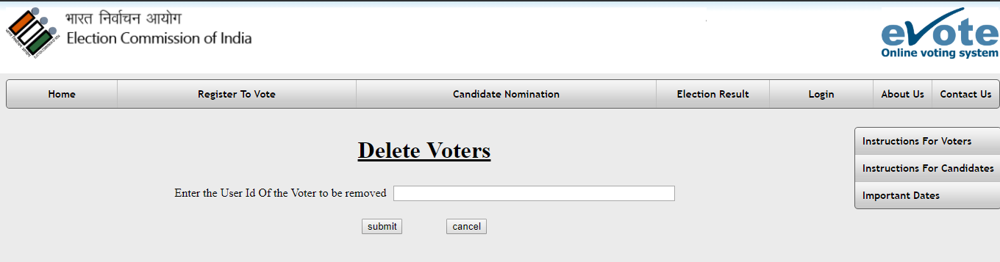 भारत निर्वाचन आयोग
Election Commission of India
eVote
Online voting system
Home Register To Vote Candidate Nomination Election Result Login About Us Contact Us
Delete Voters
Enter the User Id Of the Voter to be removed
submit cancel
Instructions For Voters
Instructions For Candidates
Important Dates